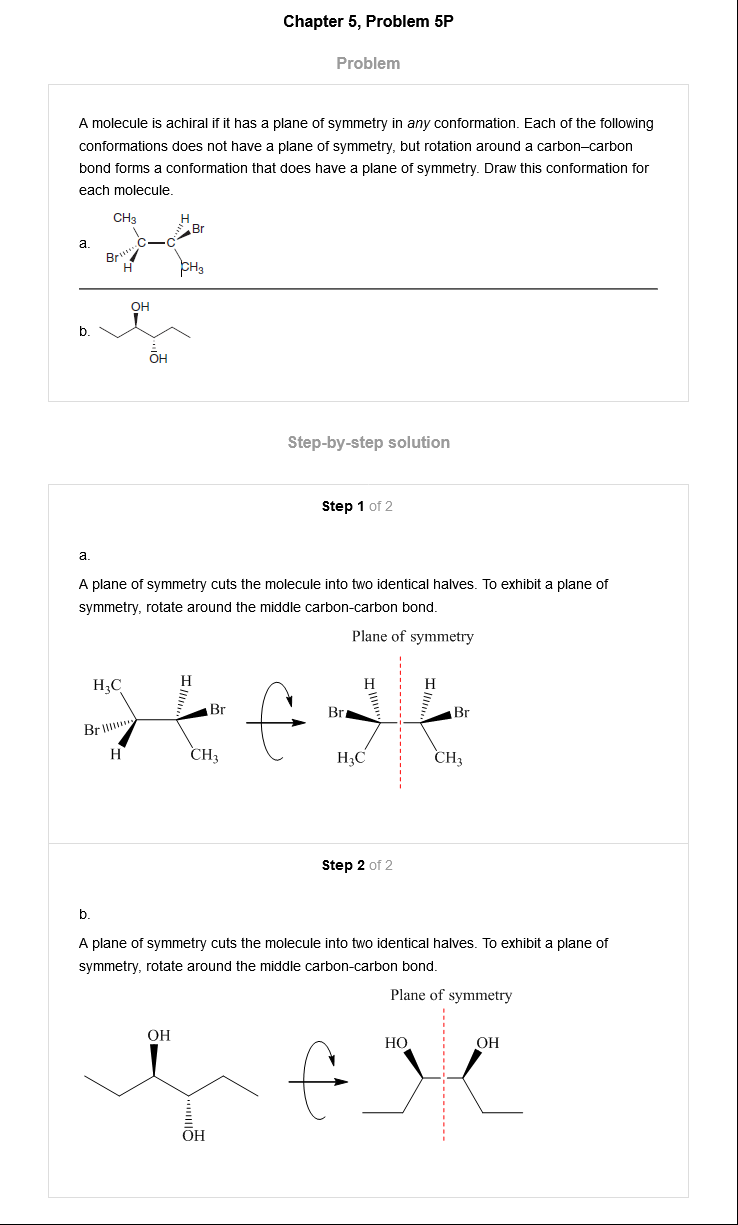 Chapter 5, Problem 5P
Problem
A molecule is achiral if it has a plane of symmetry in any conformation. Each of the following
conformations does not have a plane of symmetry, but rotation around a carbon–carbon
bond forms a conformation that does have a plane of symmetry. Draw this conformation for
each molecule.
CH3 H
Br
a. C C
Br
H CH3
OH
b.
OH
Step-by-step solution
Step 1 of 2
a.
A plane of symmetry cuts the molecule into two identical halves. To exhibit a plane of
symmetry, rotate around the middle carbon-carbon bond.
Plane of symmetry
H3C H H H
Br Br Br
Br
H CH3 H3C CH3
Step 2 of 2
b.
A plane of symmetry cuts the molecule into two identical halves. To exhibit a plane of
symmetry, rotate around the middle carbon-carbon bond.
Plane of symmetry
OH HO OH
OH